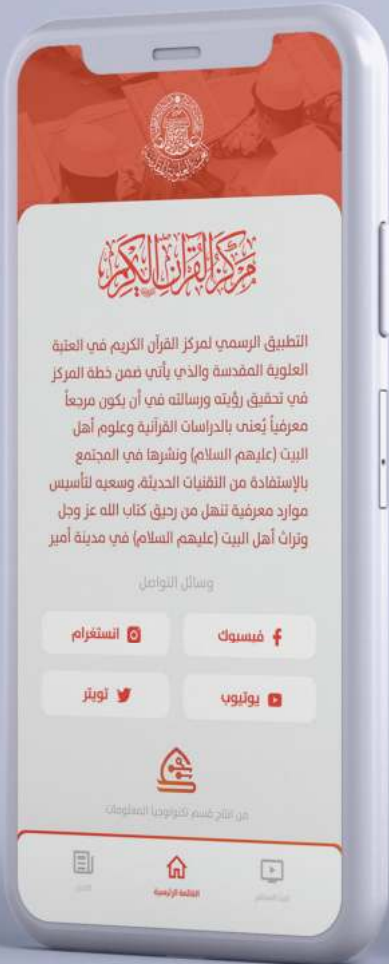 مركز القرآن الكريم
التطبيق الرسمي لمركز القرآن الكريم في العتبة
العلوية المقدسة والذي يأتي ضمن خطة المركز
في تحقيق رؤيته ورسالته في أن يكون مرجعاً
معرفياً يُعنى بالدراسات القرآنية وعلوم أهل
البيت (عليهم السلام) ونشرها في المجتمع
بالإستفادة من التقنيات الحديثة، وسعيه لتأسيس
موارد معرفية تنهل من رحيق كتاب الله عز وجل
وتراث أهل البيت (عليهم السلام) في مدينة أمير
وسائل التواصل
فيسبوك
انستغرام
يوتيوب
تويتر
من انتاج قسم تكنولوجيا المعلومات
البث المباشر
القائمة الرئيسية